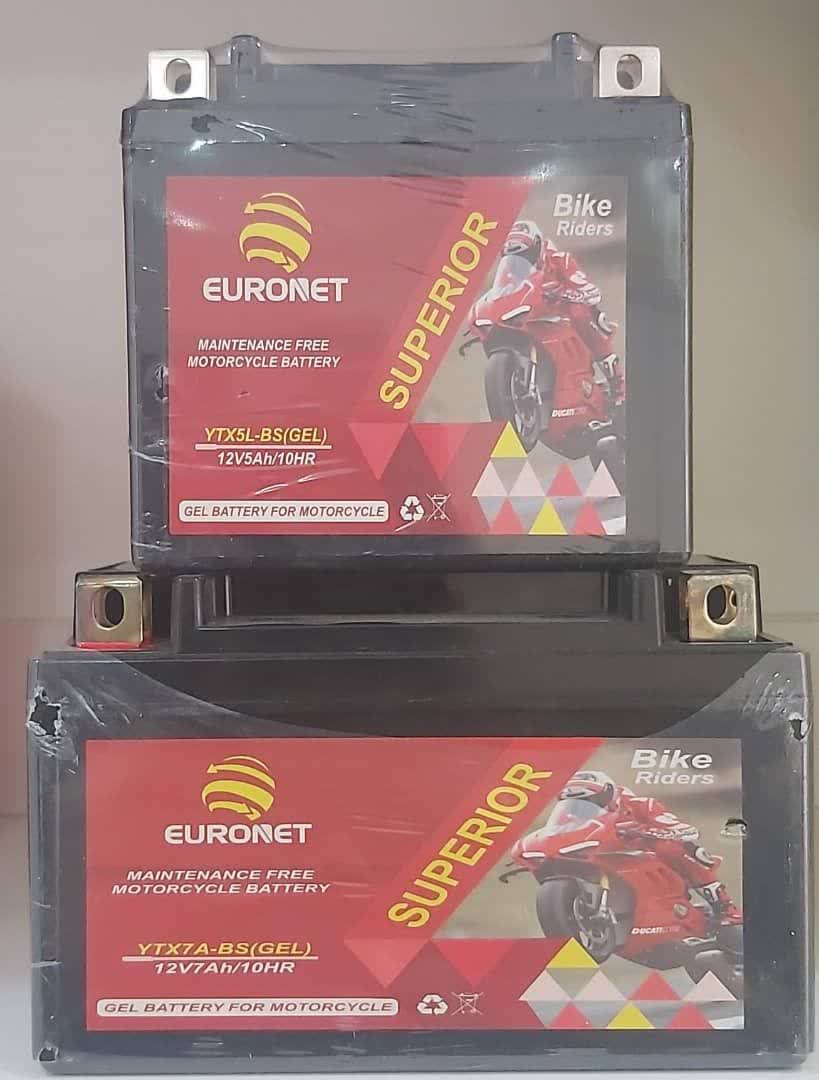 Bike
Riders
EURONET
SUPERIOR
MAINTENANCE FREE
MOTORCYCLE BATTERY
YTX5L-BS(GEL)
12V5Ah/10HR
GEL BATTERY FOR MOTORCYCLE
Bike
Riders
EURONET
SUPERIOR
MAINTENANCE FREE
MOTORCYCLE BATTERY
YTX7A-BS(GEL)
12V7Ah/10HR
GEL BATTERY FOR MOTORCYCLE